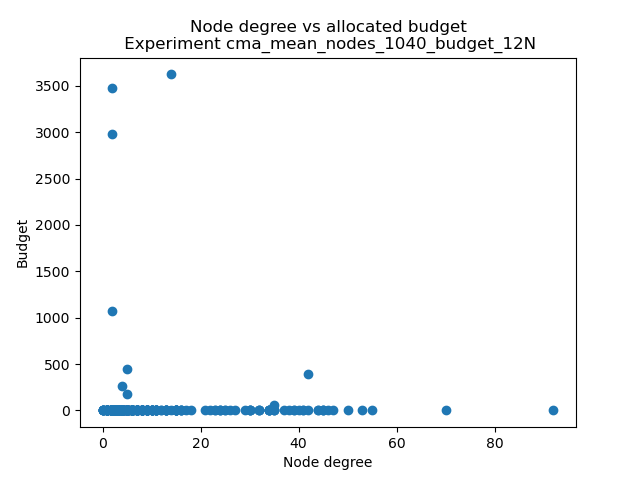 Node degree vs allocated budget
Experiment cma_mean_nodes_1040_budget_12N
3500
3000
2500
2000
1500
1000
500
0
Budget
0 20 40 60 80
Node degree